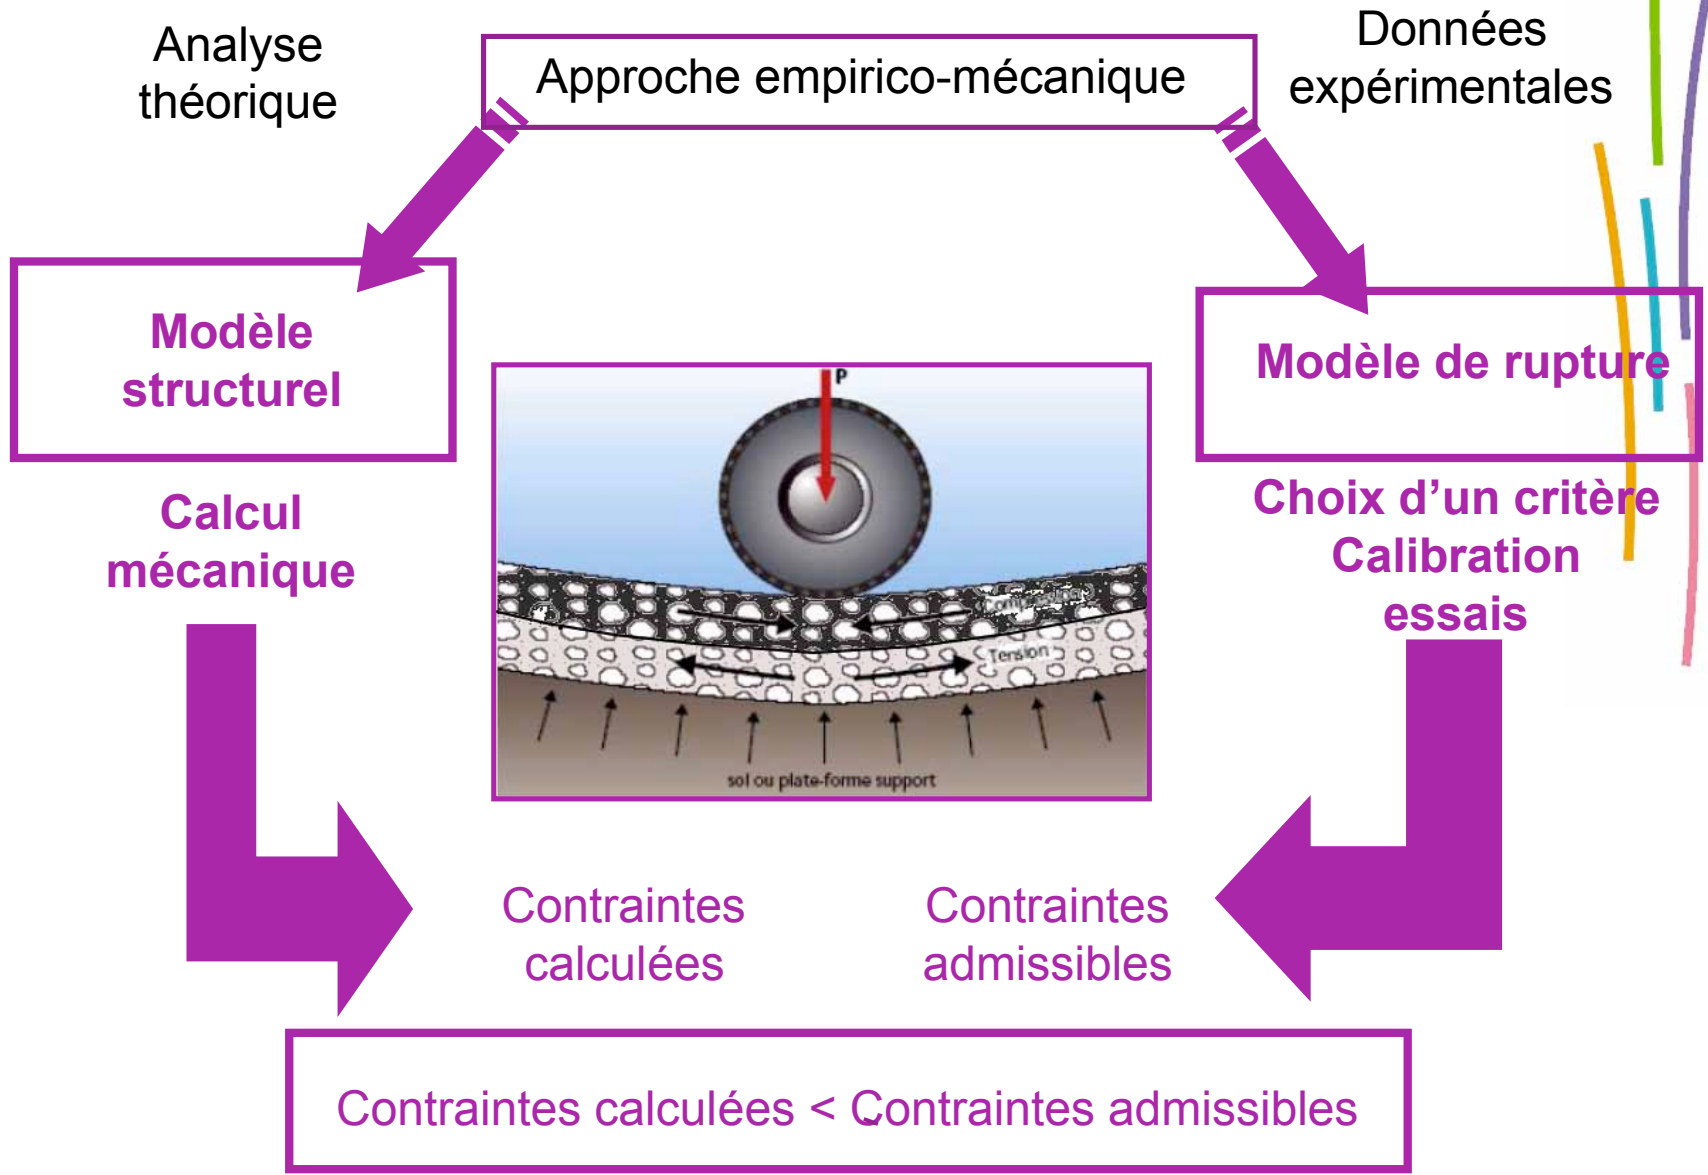 Analyse
théorique
Approche empirico-mécanique
Données
expérimentales
Modèle
structurel
Modèle de rupture
Calcul
mécanique
Choix d’un critère
Calibration
essais
P
Compression
Tension
sol ou plate-forme support
Contraintes
calculées
Contraintes
admissibles
Contraintes calculées < Contraintes admissibles